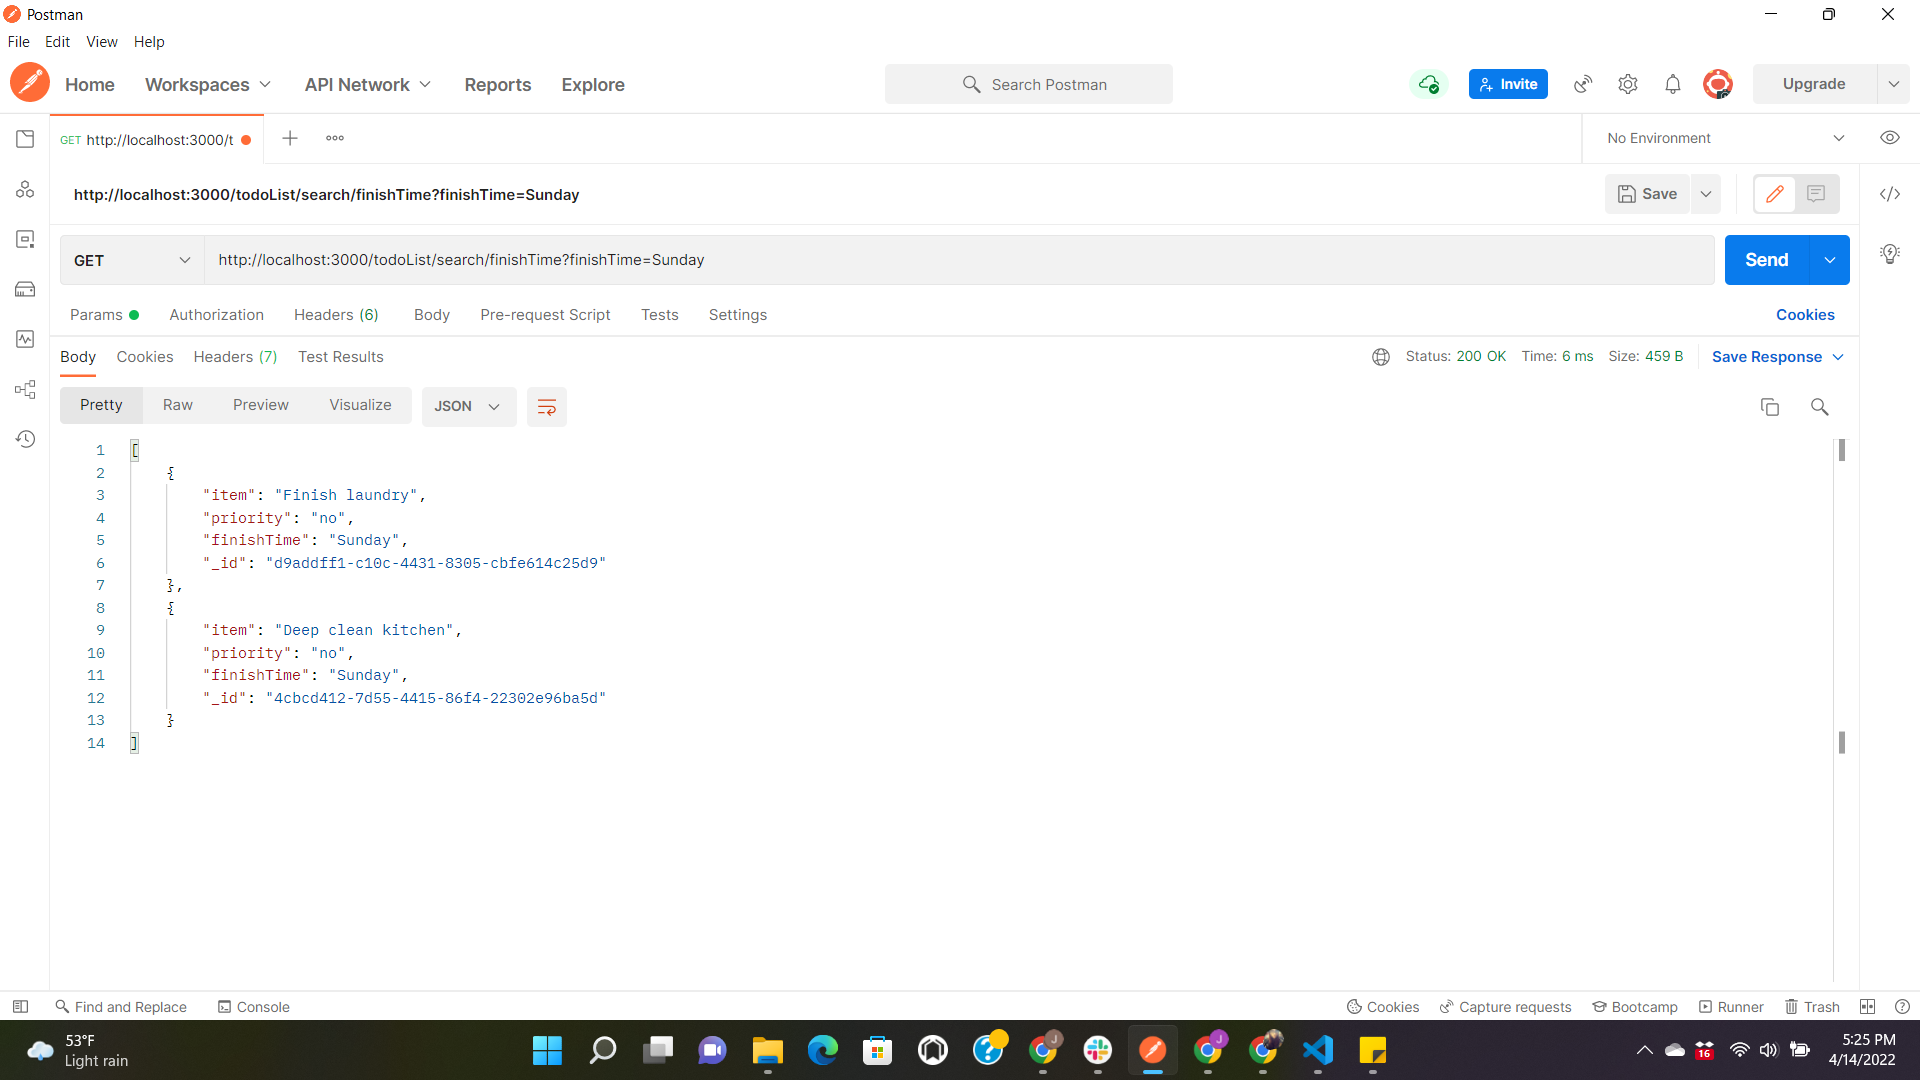 Postman
File Edit View Help
Home Workspaces API Network Reports Explore Search Postman Invite Upgrade
GET http://localhost:3000/t No Environment
http://localhost:3000/todoList/search/finishTime?finishTime=Sunday Save
GET http://localhost:3000/todoList/search/finishTime?finishTime=Sunday Send
Params Authorization Headers (6) Body Pre-request Script Tests Settings Cookies
Body Cookies Headers (7) Test Results Status: 200 OK Time: 6 ms Size: 459 B Save Response
Pretty Raw Preview Visualize JSON
1 [
2 {
3 "item": "Finish laundry",
4 "priority": "no",
5 "finishTime": "Sunday",
6 "_id": "d9addff1-c10c-4431-8305-cbfe614c25d9"
7 },
8 {
9 "item": "Deep clean kitchen",
10 "priority": "no",
11 "finishTime": "Sunday",
12 "_id": "4cbcd412-7d55-4415-86f4-22302e96ba5d"
13 }
14 ]
Find and Replace Console Cookies Capture requests Bootcamp Runner Trash
53°F
Light rain
J
J
16
5:25 PM
4/14/2022